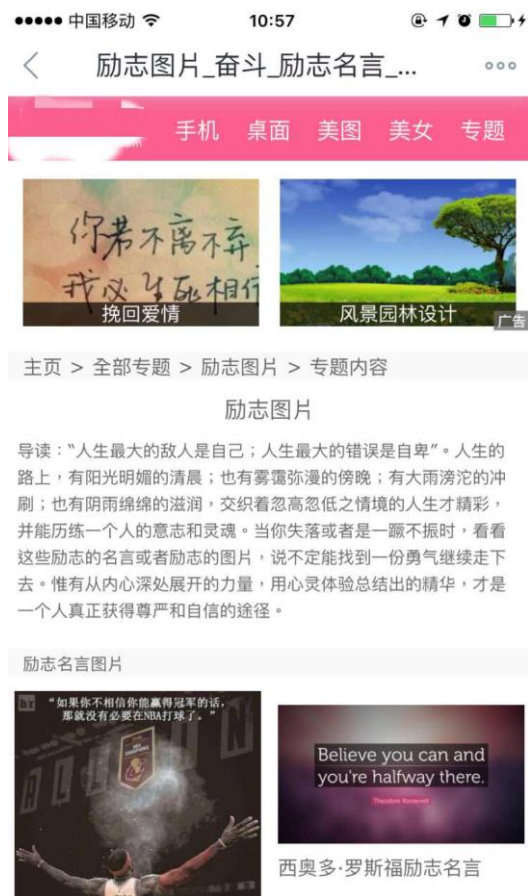 中国移动
10:57
励志图片_奋斗_励志名言_...
手机 桌面 美图 美女 专题
你若不离不弃
我必生死相
挽回爱情
风景园林设计
广告
主页 > 全部专题 > 励志图片 > 专题内容
励志图片
导读：“人生最大的敌人是自己；人生最大的错误是自卑”。人生的
路上，有阳光明媚的清晨；也有雾霭弥漫的傍晚；有大雨滂沱的冲
刷；也有阴雨绵绵的滋润，交织着忽高忽低之情境的人生才精彩，
并能历练一个人的意志和灵魂。当你失落或者是一蹶不振时，看看
这些励志的名言或者励志的图片，说不定能找到一份勇气继续走下
去。惟有从内心深处展开的力量，用心灵体验总结出的精华，才是
一个人真正获得尊严和自信的途径。
励志名言图片
br
“如果你不相信你能赢得冠军的话，
那就没有必要在NBA打球了。”
Believe you can and
you're halfway there.
Theodore Roosevelt
西奥多·罗斯福励志名言